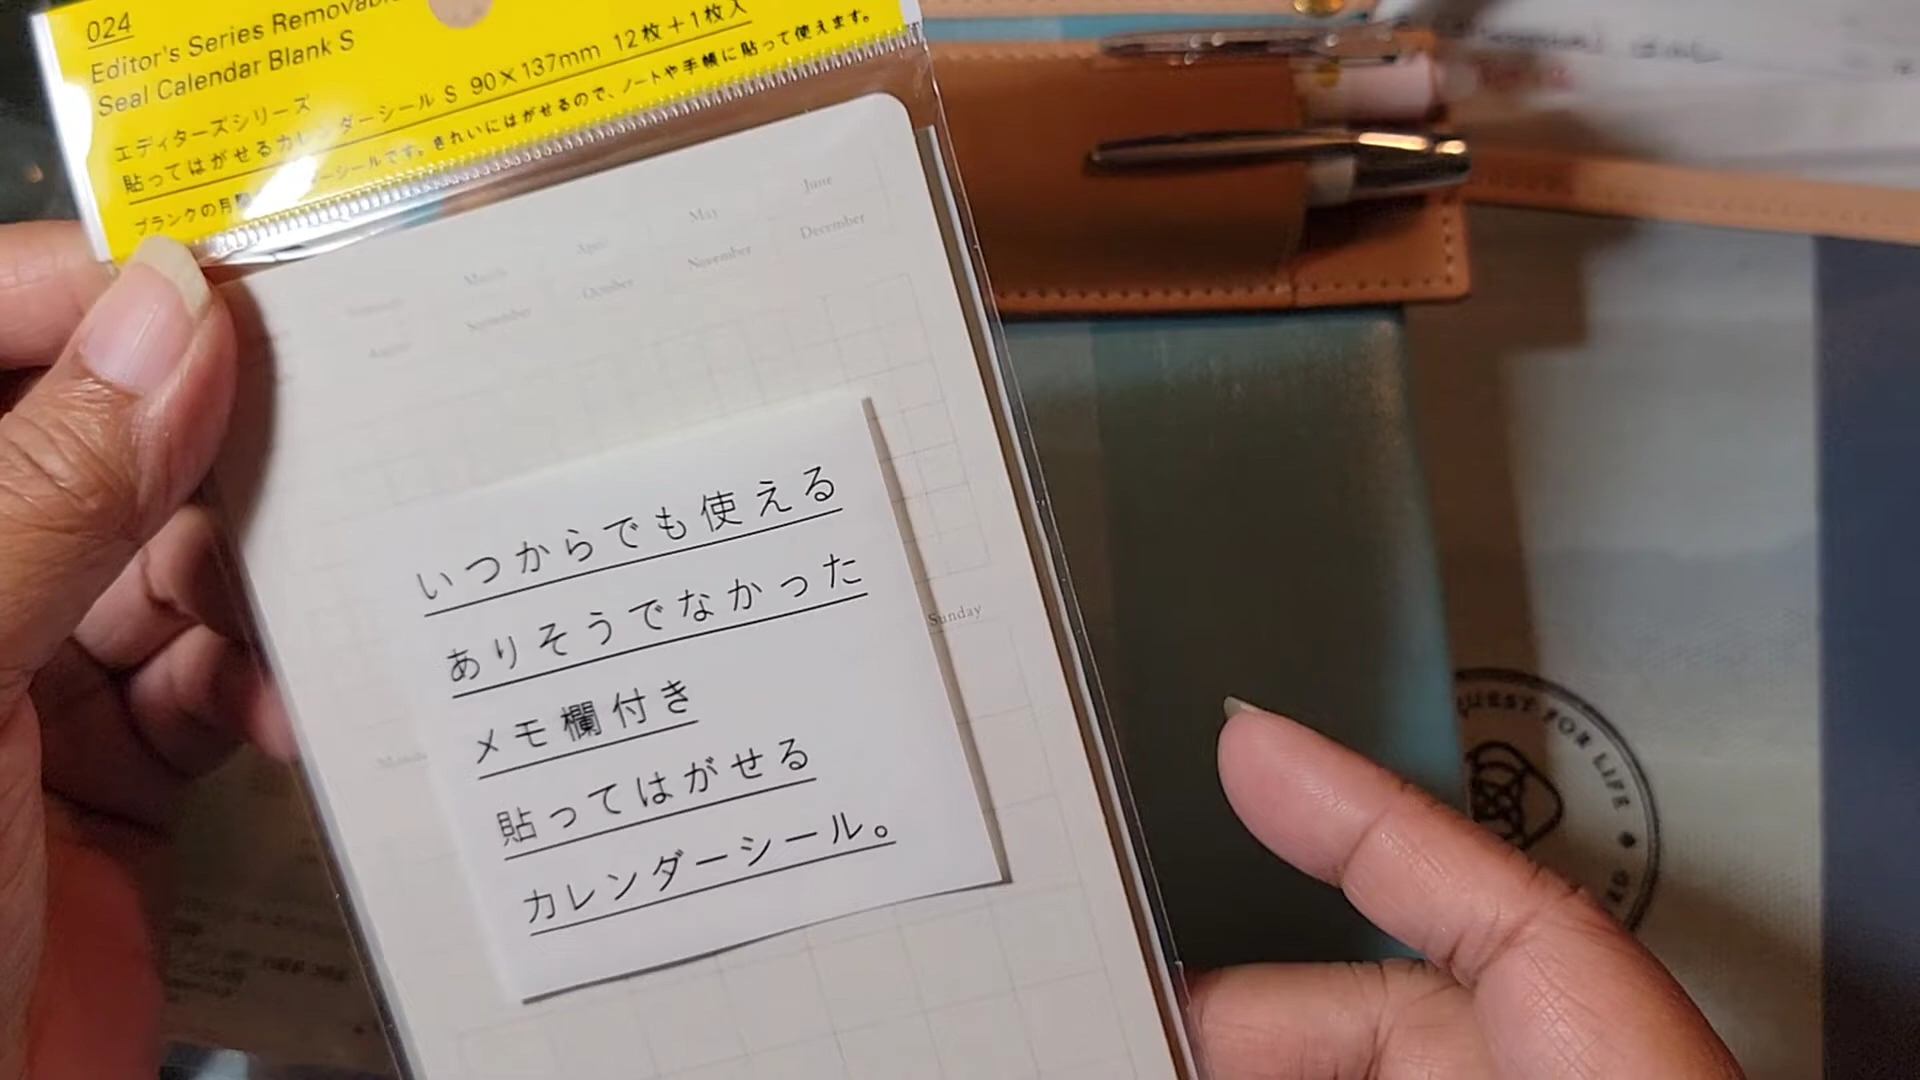 024
Editor's Series Removable
Seal Calendar Blank S
エディターズシリーズ
貼ってはがせるカレンダーシール S 90×137mm 12枚+1枚入
ブランクの月 シールです。きれいにはがせるので、ノートや手帳に貼って使えます。
March April May June
August September October November December
いつからでも使える
ありそうでなかった
メモ欄付き
貼ってはがせる
カレンダーシール。
Sunday
QUEST FOR LIFE